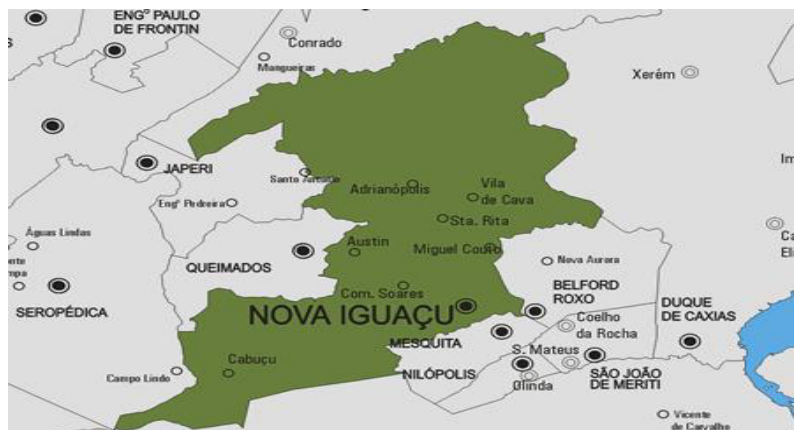 ENGº PAULO
DE FRONTIN
Conrado
Mangueiras
Xerém
JAPERI
Santo
Adrianópolis
Vila
de Cava
Engº Pedreira
Sta. Rita
Águas Lindas
Austin
Miguel Couto
Nova Aurora
QUEIMADOS
BELFORD
ROXO
SEROPÉDICA
Com. Soares
NOVA IGUAÇU
DUQUE
DE CAXIAS
Coelho
da Rocha
MESQUITA
S. Mateus
Cabuçu
Campo Lindo
NILÓPOLIS
Olinda
SÃO JOÃO
DE MERITI
Vicente
de Carvalho